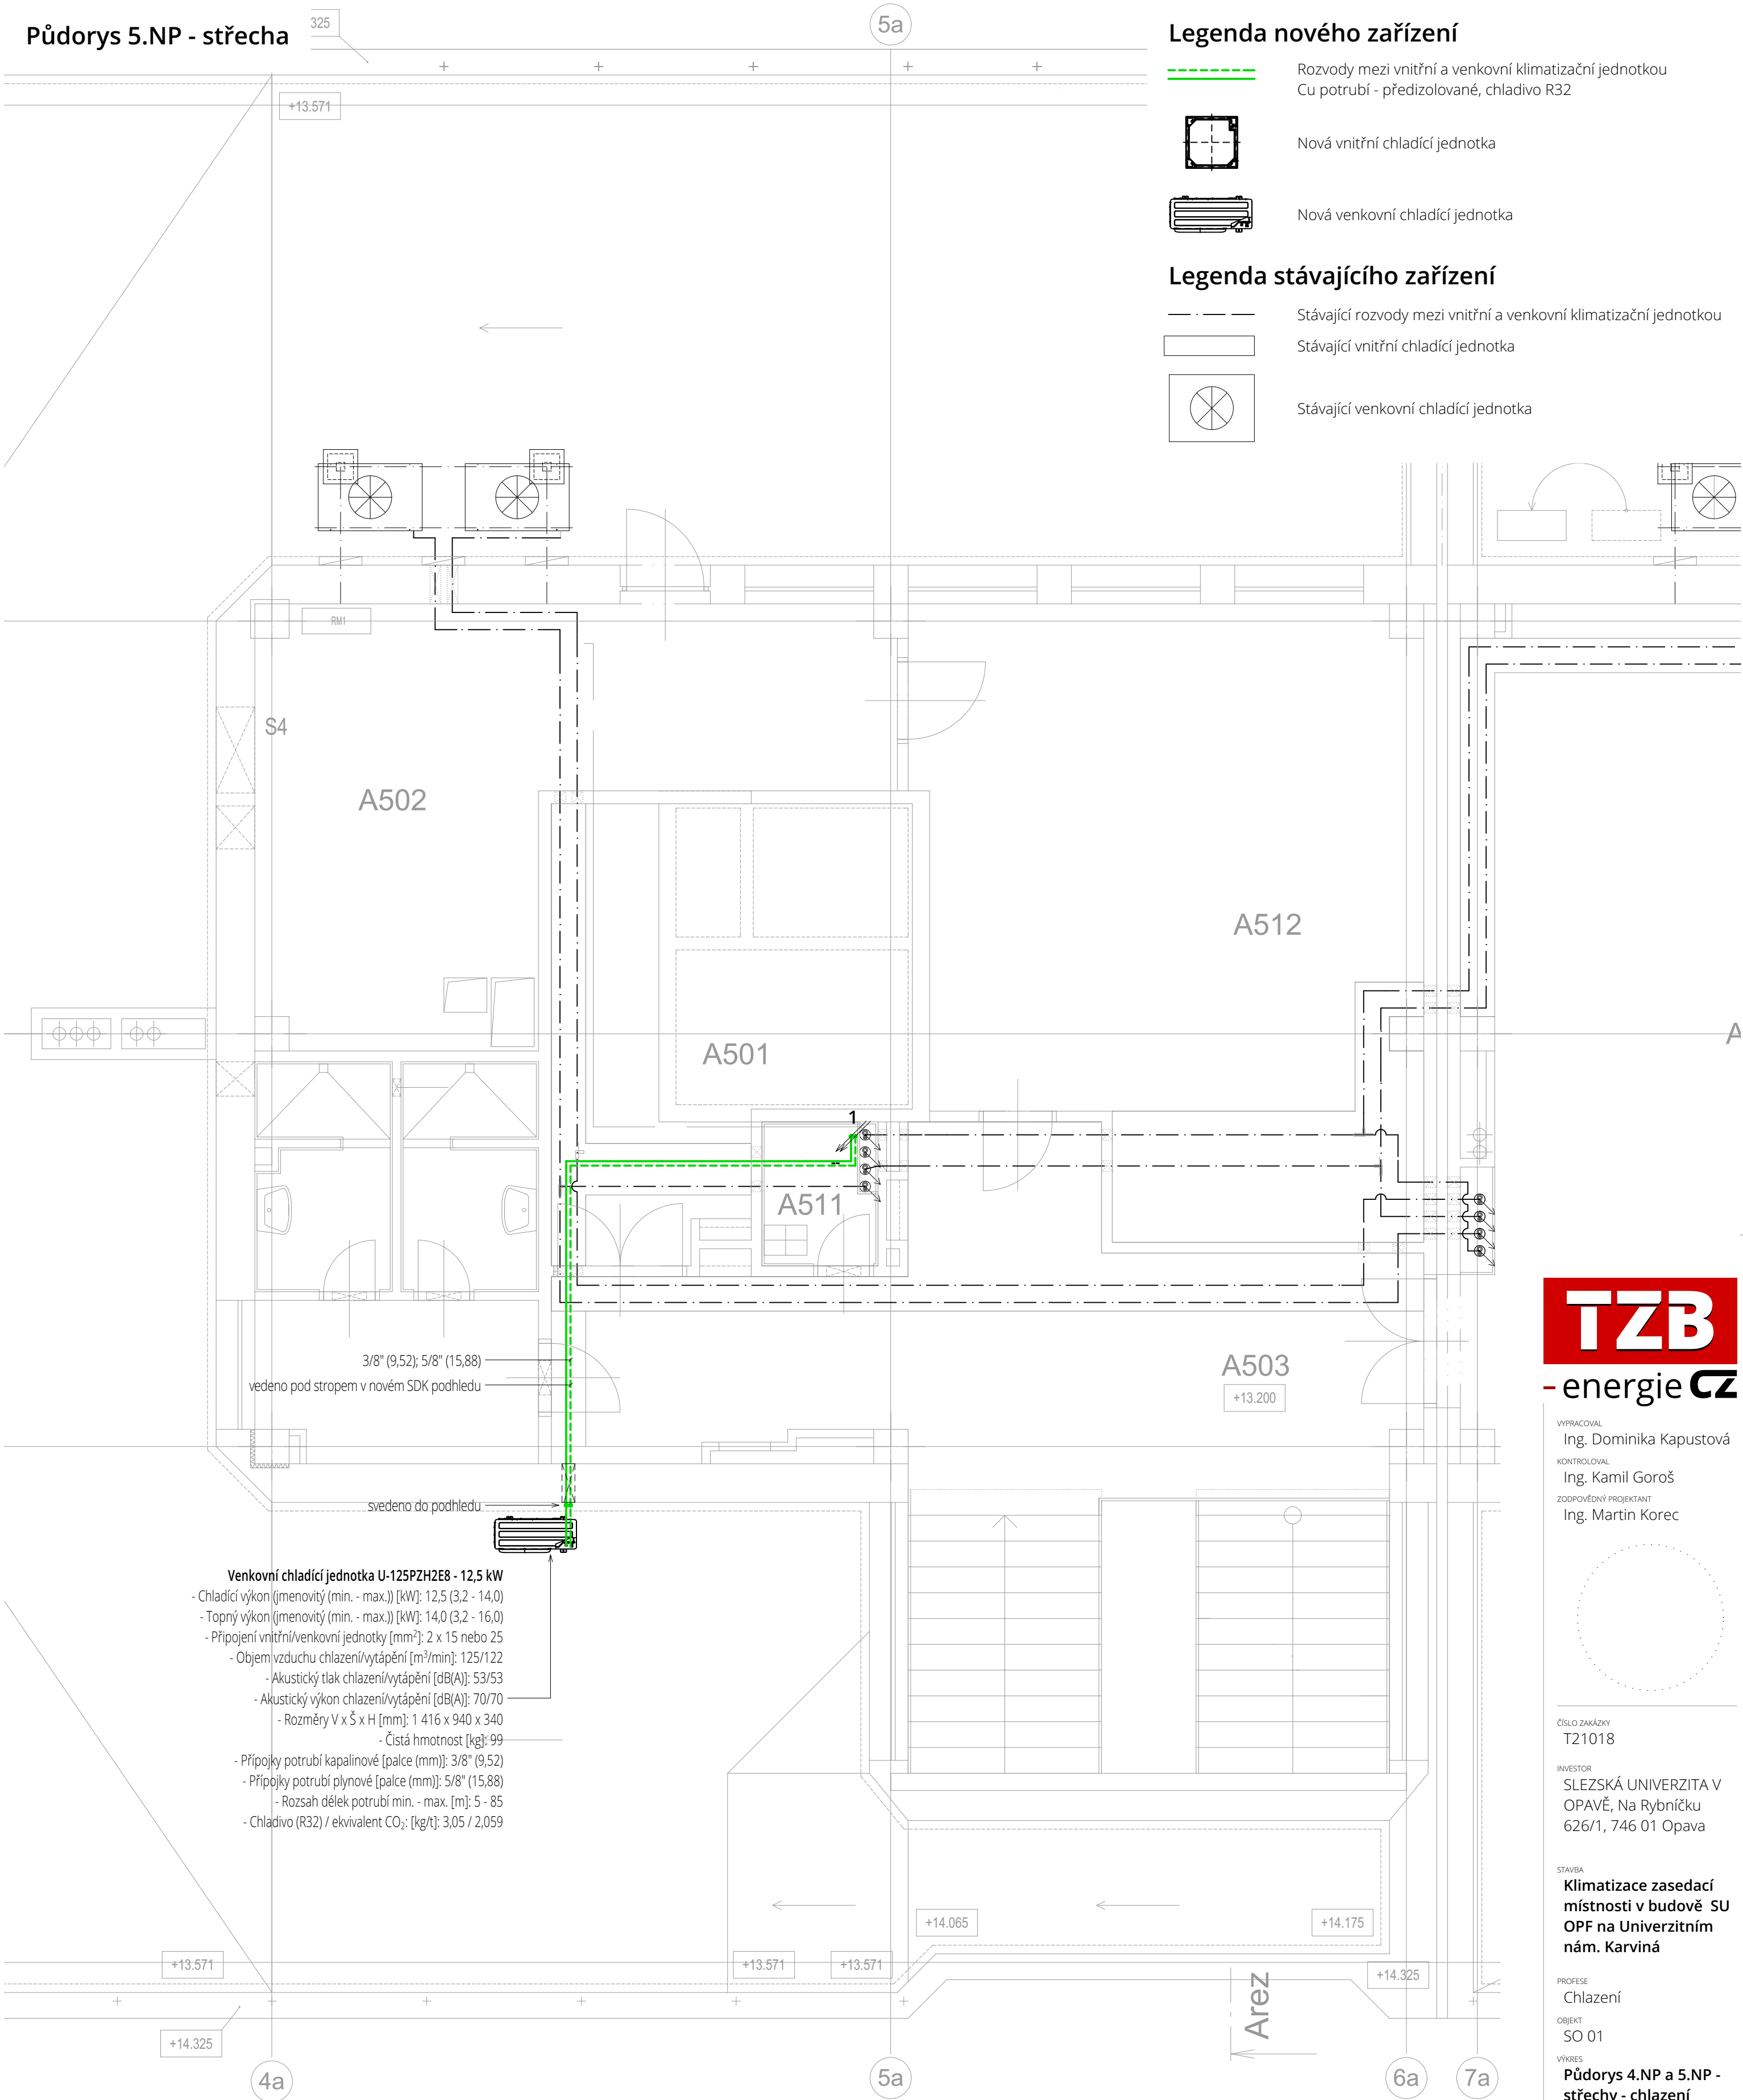 Půdorys 5.NP - střecha
325
5a
+13.571
Legenda nového zařízení
Rozvody mezi vnitřní a venkovní klimatizační jednotkou
Cu potrubí - předizolované, chladivo R32
Nová vnitřní chladící jednotka
Nová venkovní chladící jednotka
Legenda stávajícího zařízení
Stávající rozvody mezi vnitřní a venkovní klimatizační jednotkou
Stávající vnitřní chladící jednotka
Stávající venkovní chladící jednotka
RM1
S4
A502
A512
A501
A
1
A511
3/8" (9,52); 5/8" (15,88)
vedeno pod stropem v novém SDK podhledu
A503
+13.200
svedeno do podhledu
Venkovní chladící jednotka U-125PZH2E8 - 12,5 kW
- Chladící výkon (jmenovitý (min. - max.)) [kW]: 12,5 (3,2 - 14,0)
- Topný výkon (jmenovitý (min. - max.)) [kW]: 14,0 (3,2 - 16,0)
- Připojení vnitřní/venkovní jednotky [mm²]: 2 x 15 nebo 25
- Objem vzduchu chlazení/vytápění [m³/min]: 125/122
- Akustický tlak chlazení/vytápění [dB(A)]: 53/53
- Akustický výkon chlazení/vytápění [dB(A)]: 70/70
- Rozměry V x Š x H [mm]: 1 416 x 940 x 340
- Čistá hmotnost [kg]: 99
- Přípojky potrubí kapalinové [palce (mm)]: 3/8" (9,52)
- Přípojky potrubí plynové [palce (mm)]: 5/8" (15,88)
- Rozsah délek potrubí min. - max. [m]: 5 - 85
- Chladivo (R32) / ekvivalent CO₂: [kg/t]: 3,05 / 2,059
+14.065
+14.175
+13.571
+13.571
+13.571
+14.325
+14.325
Arez
4a
5a
6a
7a
TZB
- energie CZ
VYPRACOVAL
Ing. Dominika Kapustová
KONTROLOVAL
Ing. Kamil Goroš
ZODPOVĚDNÝ PROJEKTANT
Ing. Martin Korec
ČÍSLO ZAKÁZKY
T21018
INVESTOR
SLEZSKÁ UNIVERZITA V
OPAVĚ, Na Rybníčku
626/1, 746 01 Opava
STAVBA
Klimatizace zasedací
místnosti v budově SU
OPF na Univerzitním
nám. Karviná
PROFESE
Chlazení
OBJEKT
SO 01
VÝKRES
Půdorys 4.NP a 5.NP -
střechy - chlazení